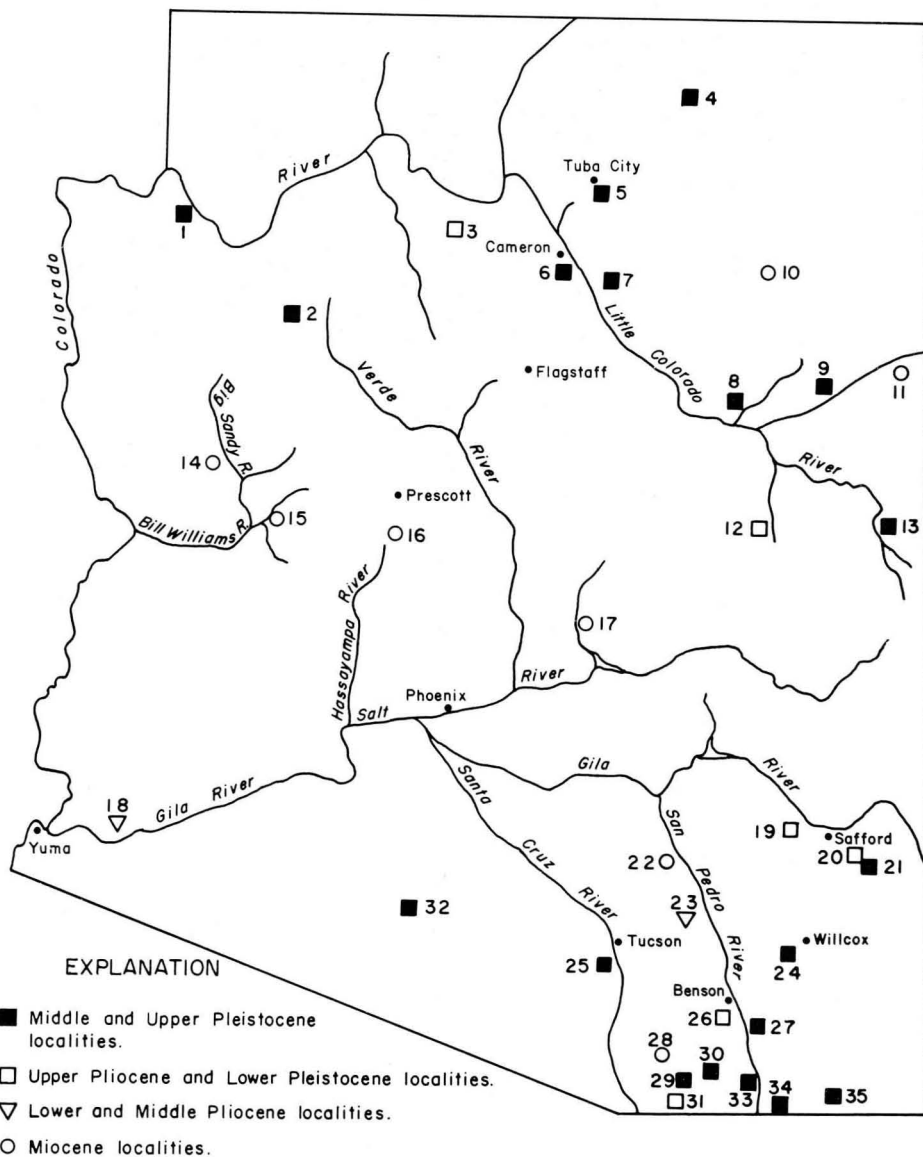 4
Tuba City
5
River
1
3
Cameron
6
7
10
Colorado
2
Little
Colorado
Verde
Flagstaff
8
9
11
Big
Sandy R.
14
River
River
Prescott
Bill Williams R.
15
16
12
13
Hassayampa River
17
Phoenix
River
Salt
Gila
River
Santa
Cruz
River
San
Pedro
River
18
Gila River
Yuma
19
Safford
20
21
22
23
32
Tucson
Willcox
24
25
Benson
26
27
28
30
29
31
33
34
35
EXPLANATION
Middle and Upper Pleistocene
localities.
Upper Pliocene and Lower Pleistocene localities.
Lower and Middle Pliocene localities.
Miocene localities.